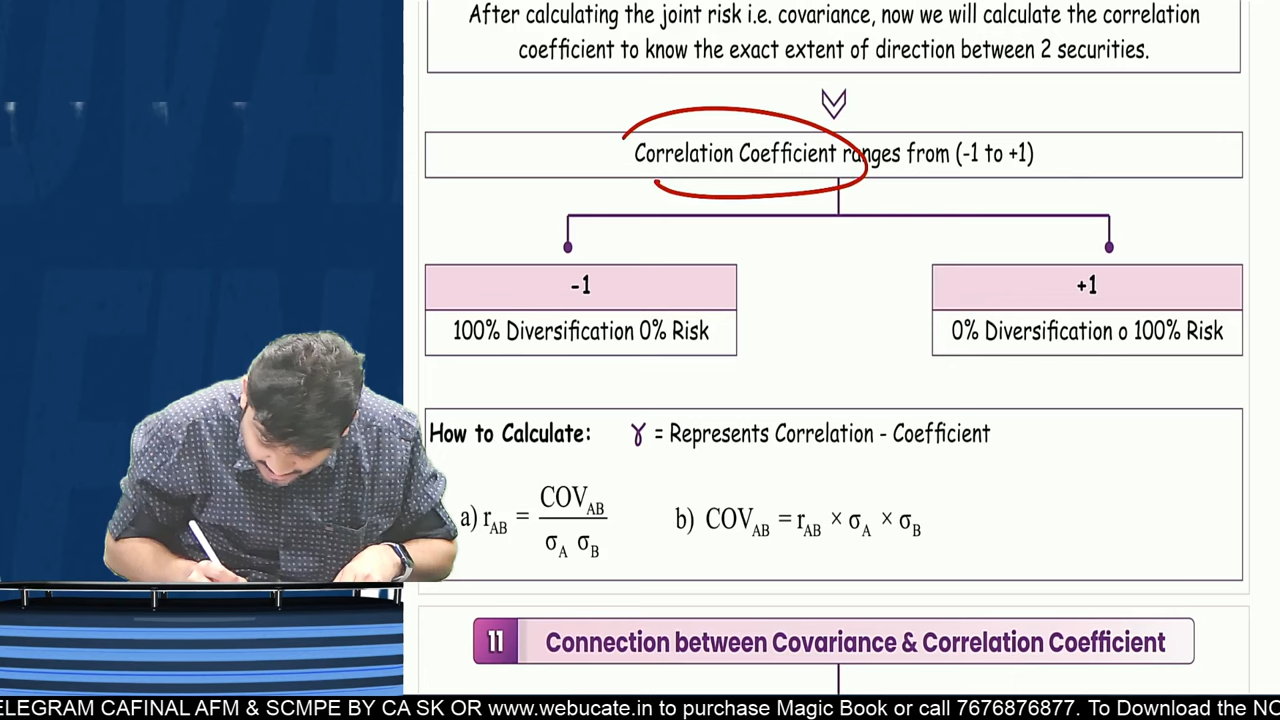 After calculating the joint risk i.e. covariance, now we will calculate the correlation
coefficient to know the exact extent of direction between 2 securities.
Correlation Coefficient ranges from (-1 to +1)
-1
100% Diversification 0% Risk
+1
0% Diversification o 100% Risk
How to Calculate: γ = Represents Correlation - Coefficient
a) r_AB = COV_AB / σ_A σ_B
b) COV_AB = r_AB × σ_A × σ_B
11 Connection between Covariance & Correlation Coefficient
ELEGRAM CAFINAL AFM & SCMPE BY CA SK OR www.webucate.in to purchase Magic Book or call 7676876877. To Download the NO